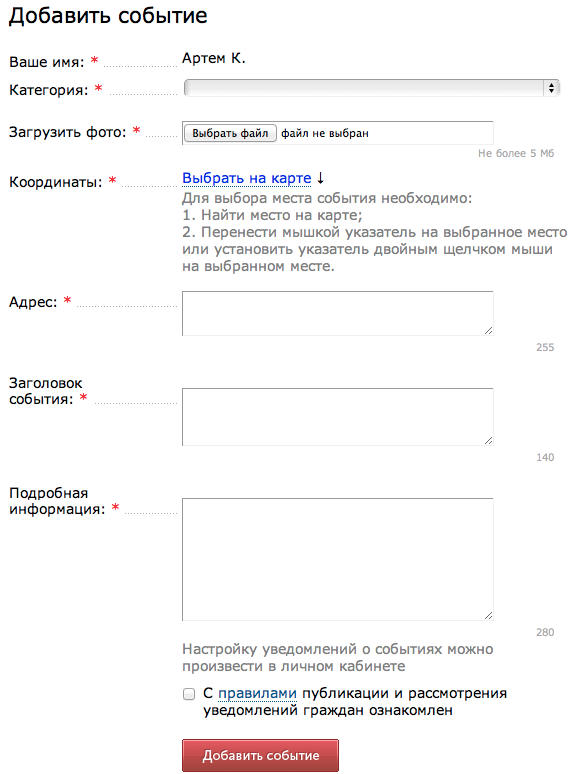 Добавить событие
Ваше имя: * Артем К.
Категория: *
Загрузить фото: * Выбрать файл файл не выбран
Не более 5 Мб
Координаты: * Выбрать на карте ↓
Для выбора места события необходимо:
1. Найти место на карте;
2. Перенести мышкой указатель на выбранное место
или установить указатель двойным щелчком мыши
на выбранном месте.
Адрес: *
255
Заголовок
события: *
140
Подробная
информация: *
280
Настройку уведомлений о событиях можно
произвести в личном кабинете
С правилами публикации и рассмотрения
уведомлений граждан ознакомлен
Добавить событие